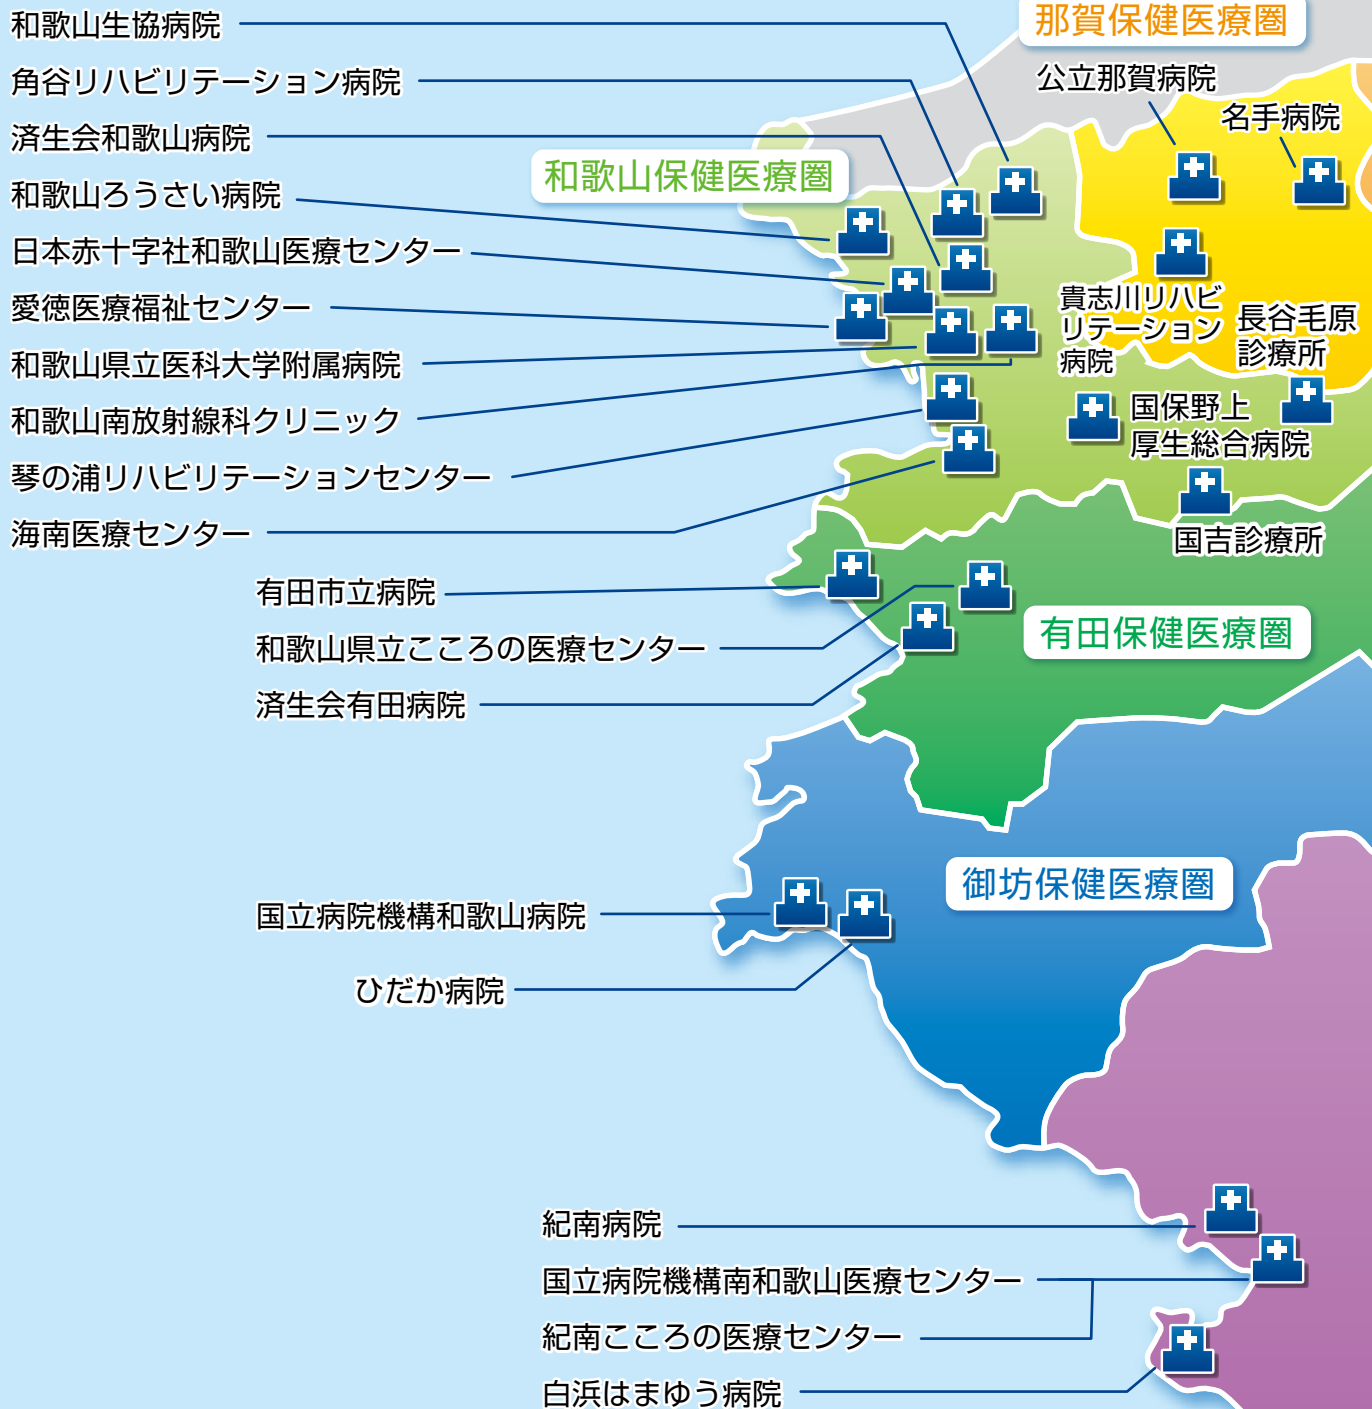 和歌山生協病院
角谷リハビリテーション病院
済生会和歌山病院
和歌山ろうさい病院
日本赤十字社和歌山医療センター
愛徳医療福祉センター
和歌山県立医科大学附属病院
和歌山南放射線科クリニック
琴の浦リハビリテーションセンター
海南医療センター
和歌山保健医療圏
那賀保健医療圏
公立那賀病院
名手病院
貴志川リハビ
リテーション
病院
長谷毛原
診療所
国保野上
厚生総合病院
国吉診療所
有田市立病院
和歌山県立こころの医療センター
済生会有田病院
有田保健医療圏
御坊保健医療圏
国立病院機構和歌山病院
ひだか病院
紀南病院
国立病院機構南和歌山医療センター
紀南こころの医療センター
白浜はまゆう病院